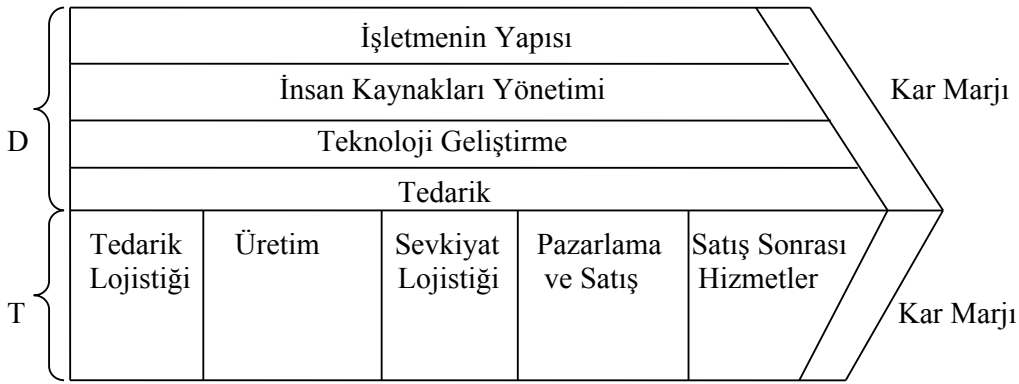 İşletmenin Yapısı
İnsan Kaynakları Yönetimi
Kar Marjı
D
Teknoloji Geliştirme
Tedarik
Tedarik
Lojistiği
Üretim
Sevkiyat
Lojistiği
Pazarlama
ve Satış
Satış Sonrası
Hizmetler
T
Kar Marjı